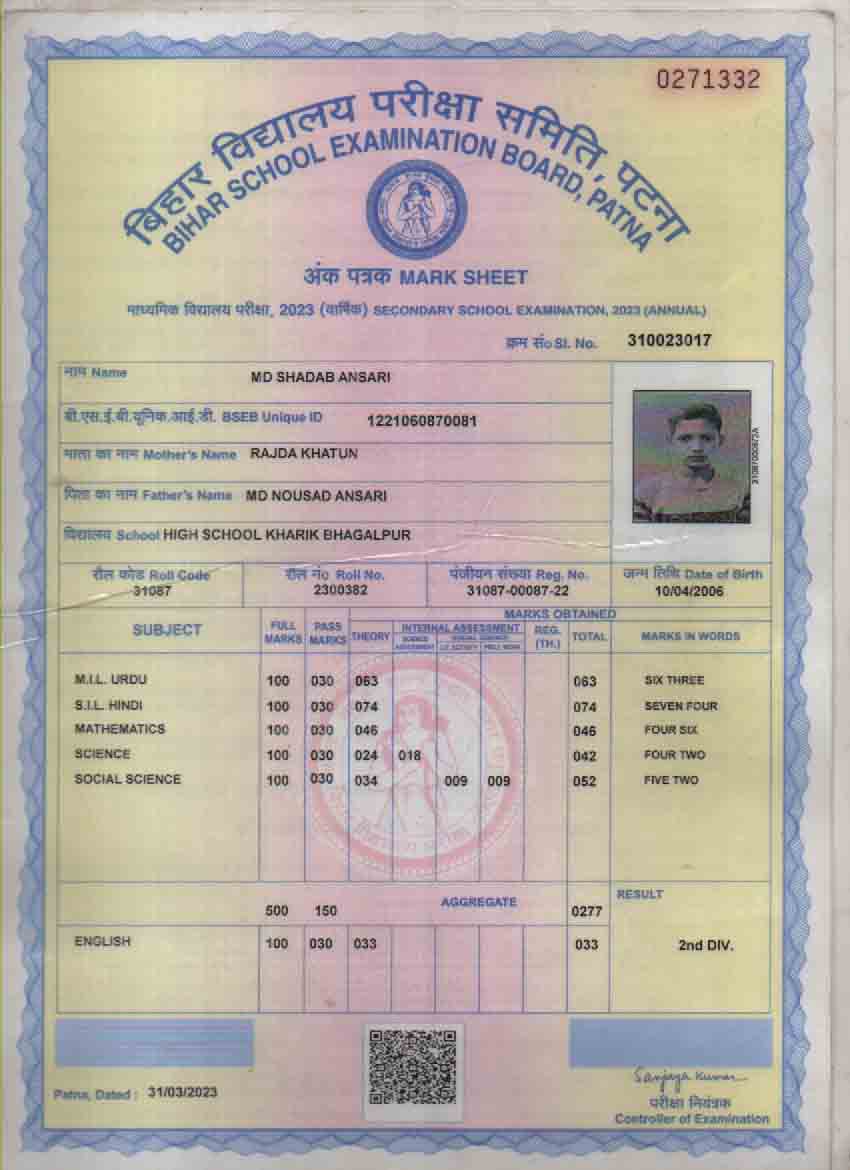 0271332
बिहार विद्यालय परीक्षा समिति, पटना
BIHAR SCHOOL EXAMINATION BOARD, PATNA
अंक पत्रक MARK SHEET
माध्यमिक विद्यालय परीक्षा, 2023 (वार्षिक) SECONDARY SCHOOL EXAMINATION, 2023 (ANNUAL)
क्रम सं० Sl. No. 310023017
नाम Name MD SHADAB ANSARI
बी.एस.ई.बी.यूनिक.आई.डी. BSEB Unique ID 1221060870081
माता का नाम Mother's Name RAJDA KHATUN
पिता का नाम Father's Name MD NOUSAD ANSARI
विद्यालय School HIGH SCHOOL KHARIK BHAGALPUR
रौल कोड Roll Code रौल नं० Roll No. पंजीयन संख्या Reg. No. जन्म तिथि Date of Birth
31087 2300382 31087-00087-22 10/04/2006
MARKS OBTAINED
SUBJECT FULL MARKS PASS MARKS THEORY INTERNAL ASSESSMENT REG. (TH.) TOTAL MARKS IN WORDS
M.I.L. URDU 100 030 063 063 SIX THREE
S.I.L. HINDI 100 030 074 074 SEVEN FOUR
MATHEMATICS 100 030 046 046 FOUR SIX
SCIENCE 100 030 024 018 042 FOUR TWO
SOCIAL SCIENCE 100 030 034 009 009 052 FIVE TWO
500 150 AGGREGATE 0277 RESULT
ENGLISH 100 030 033 033 2nd DIV.
Patna, Dated : 31/03/2023
Sanjaya Kumar
परीक्षा नियंत्रक
Controller of Examination